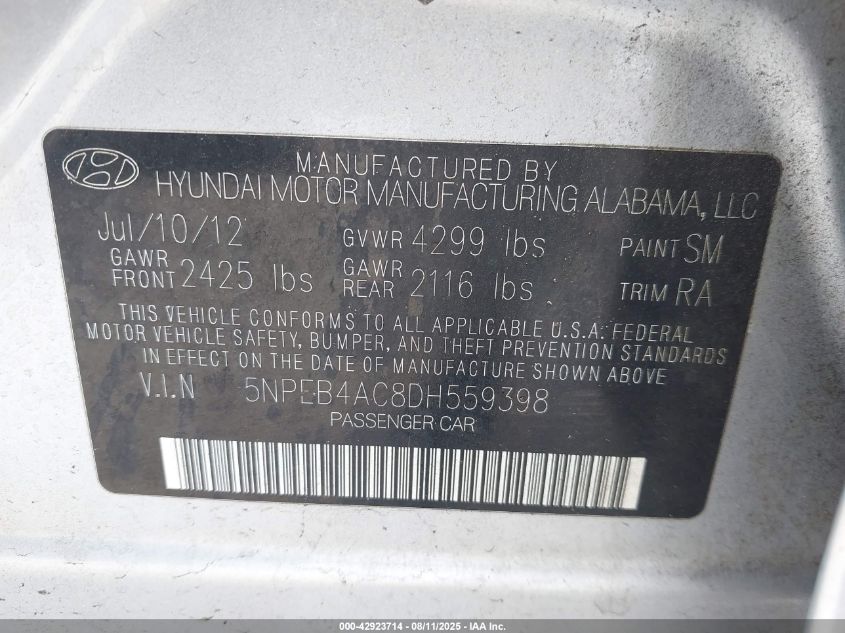 MANUFACTURED BY
HYUNDAI MOTOR MANUFACTURING ALABAMA, LLC
Jul/10/12 GVWR 4299 lbs PAINT SM
GAWR FRONT 2425 lbs GAWR REAR 2116 lbs TRIM RA
THIS VEHICLE CONFORMS TO ALL APPLICABLE U.S.A. FEDERAL
MOTOR VEHICLE SAFETY, BUMPER, AND THEFT PREVENTION STANDARDS
IN EFFECT ON THE DATE OF MANUFACTURE SHOWN ABOVE
V.I.N 5NPEB4AC8DH559398
PASSENGER CAR
000-42923714 - 08/11/2025 - IAA Inc.